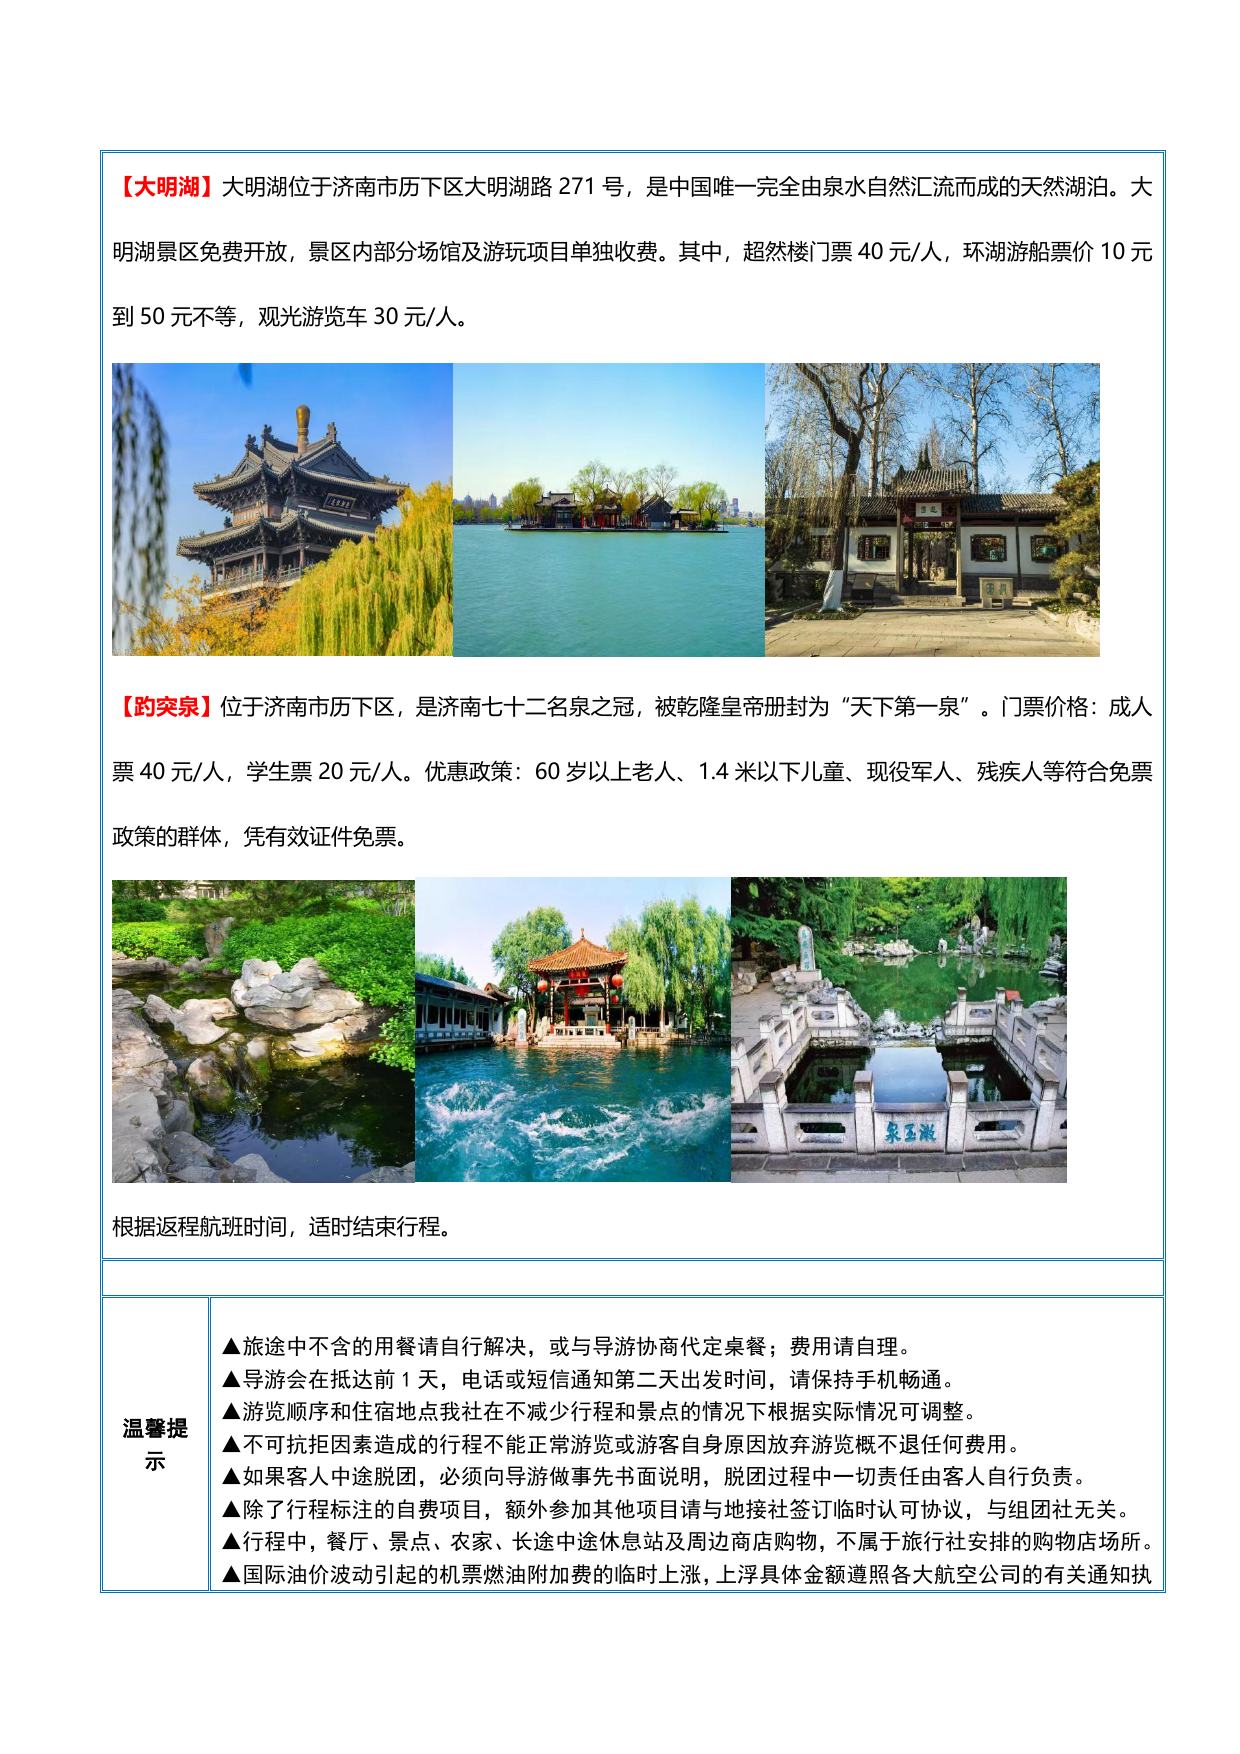 【大明湖】大明湖位于济南市历下区大明湖路 271 号，是中国唯一完全由泉水自然汇流而成的天然湖泊。大
明湖景区免费开放，景区内部分场馆及游玩项目单独收费。其中，超然楼门票 40 元/人，环湖游船票价 10 元
到 50 元不等，观光游览车 30 元/人。
【趵突泉】位于济南市历下区，是济南七十二名泉之冠，被乾隆皇帝册封为“天下第一泉”。门票价格：成人
票 40 元/人，学生票 20 元/人。优惠政策：60 岁以上老人、1.4 米以下儿童、现役军人、残疾人等符合免票
政策的群体，凭有效证件免票。
漱玉泉
根据返程航班时间，适时结束行程。
温馨提
示
▲旅途中不含的用餐请自行解决，或与导游协商代定桌餐；费用请自理。
▲导游会在抵达前 1 天，电话或短信通知第二天出发时间，请保持手机畅通。
▲游览顺序和住宿地点我社在不减少行程和景点的情况下根据实际情况可调整。
▲不可抗拒因素造成的行程不能正常游览或游客自身原因放弃游览概不退任何费用。
▲如果客人中途脱团，必须向导游做事先书面说明，脱团过程中一切责任由客人自行负责。
▲除了行程标注的自费项目，额外参加其他项目请与地接社签订临时认可协议，与组团社无关。
▲行程中，餐厅、景点、农家、长途中途休息站及周边商店购物，不属于旅行社安排的购物店场所。
▲国际油价波动引起的机票燃油附加费的临时上涨，上浮具体金额遵照各大航空公司的有关通知执